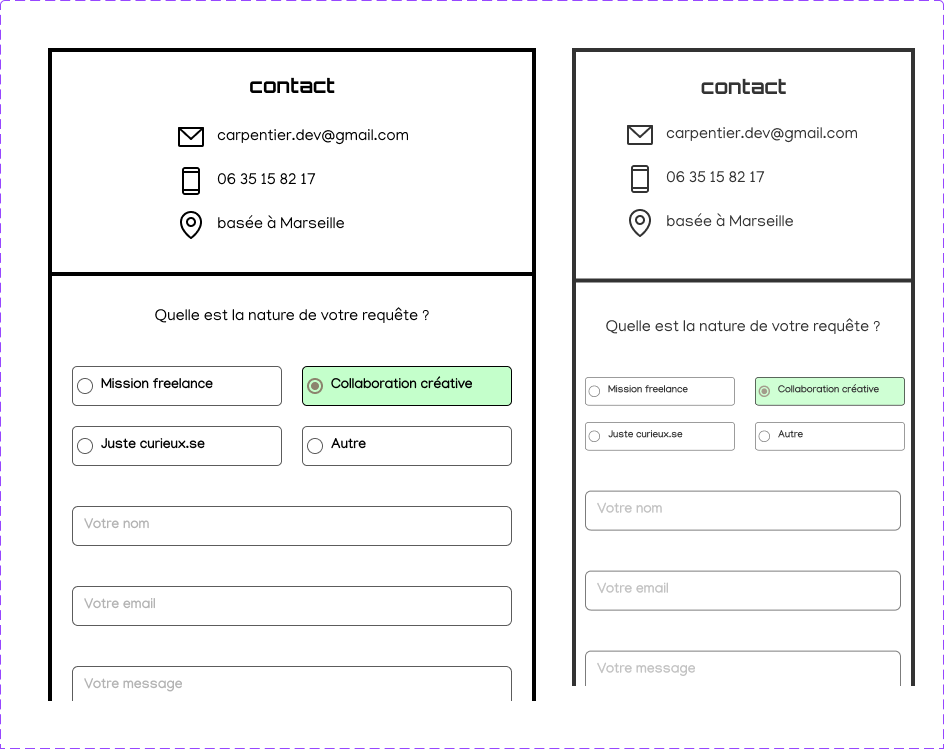 contact
carpentier.dev@gmail.com
06 35 15 82 17
basée à Marseille
Quelle est la nature de votre requête ?
Mission freelance
Collaboration créative
Juste curieux.se
Autre
Votre nom
Votre email
Votre message
contact
carpentier.dev@gmail.com
06 35 15 82 17
basée à Marseille
Quelle est la nature de votre requête ?
Mission freelance
Collaboration créative
Juste curieux.se
Autre
Votre nom
Votre email
Votre message